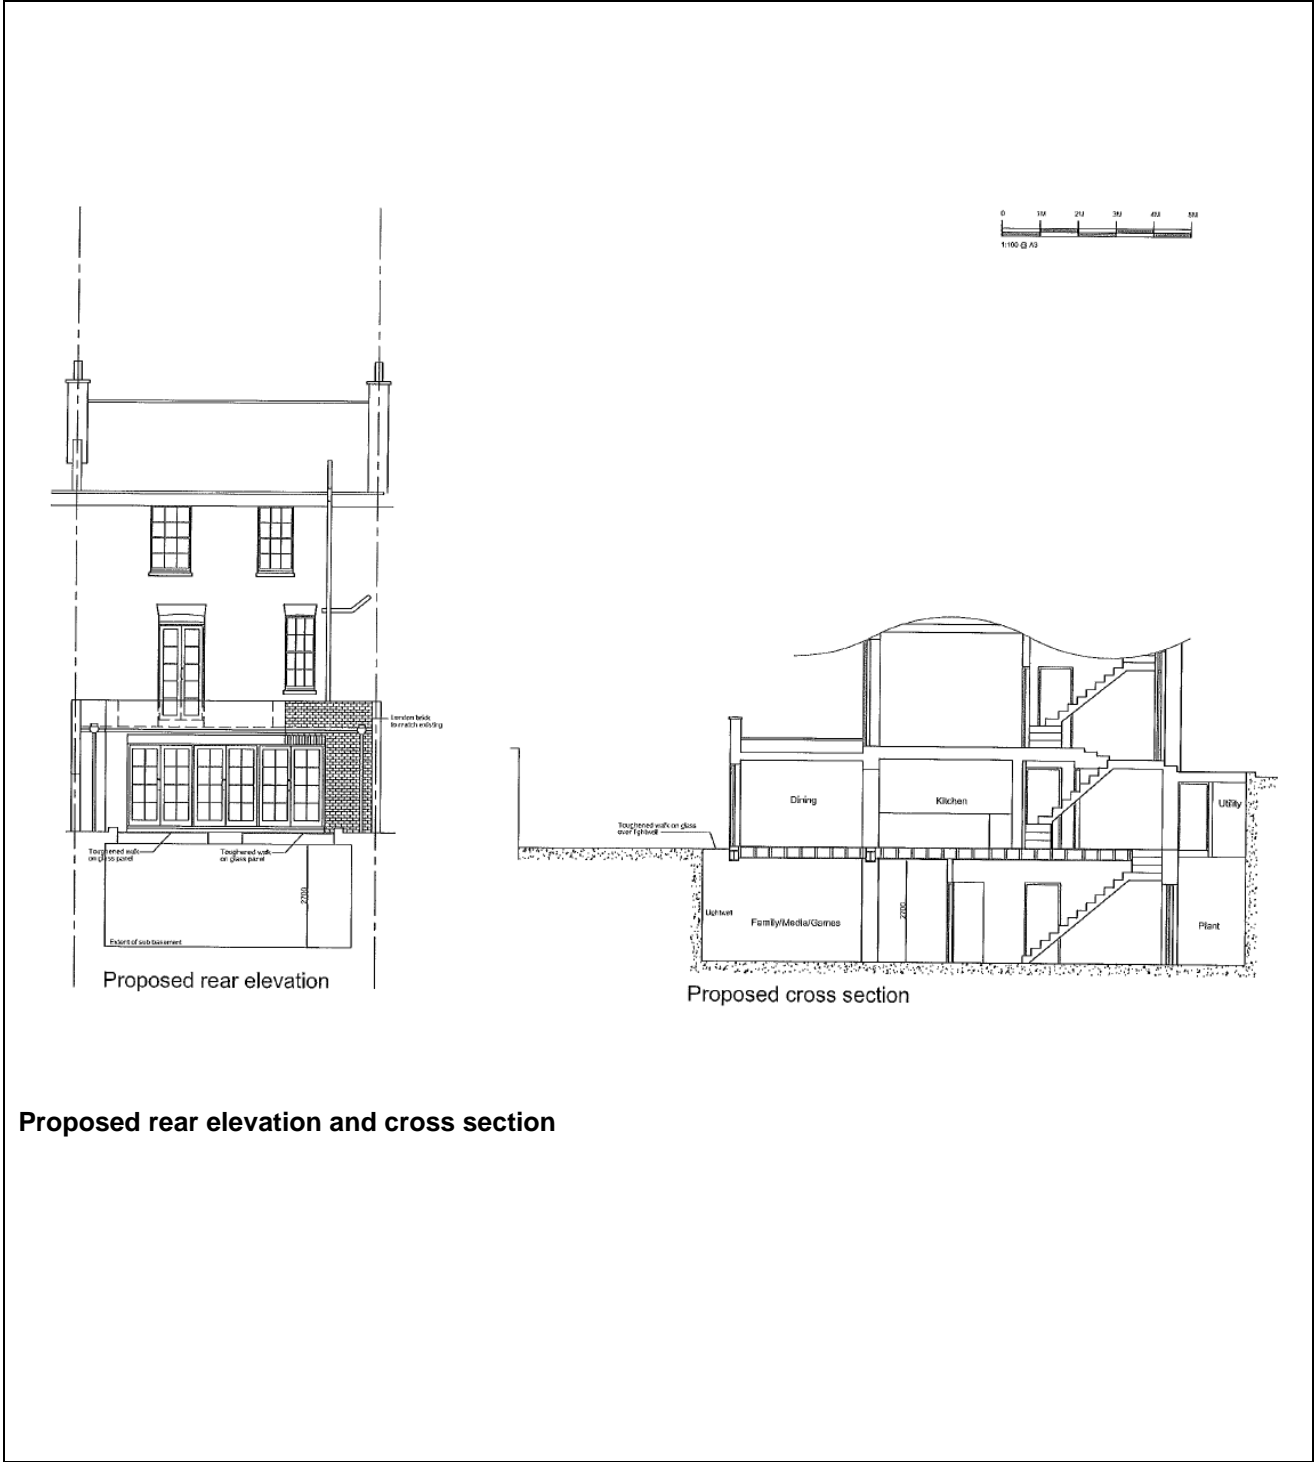 0 1M 2M 3M 4M 5M
1:100 @ A3
London brick
to match existing
Toughened walk
on glass panel
Toughened walk
on glass panel
2700
Extent of sub basement
Proposed rear elevation
Dining
Kitchen
Utility
Toughened walk on glass
over lightwell
Lightwell
Family/Media/Games
2700
Plant
Proposed cross section
Proposed rear elevation and cross section